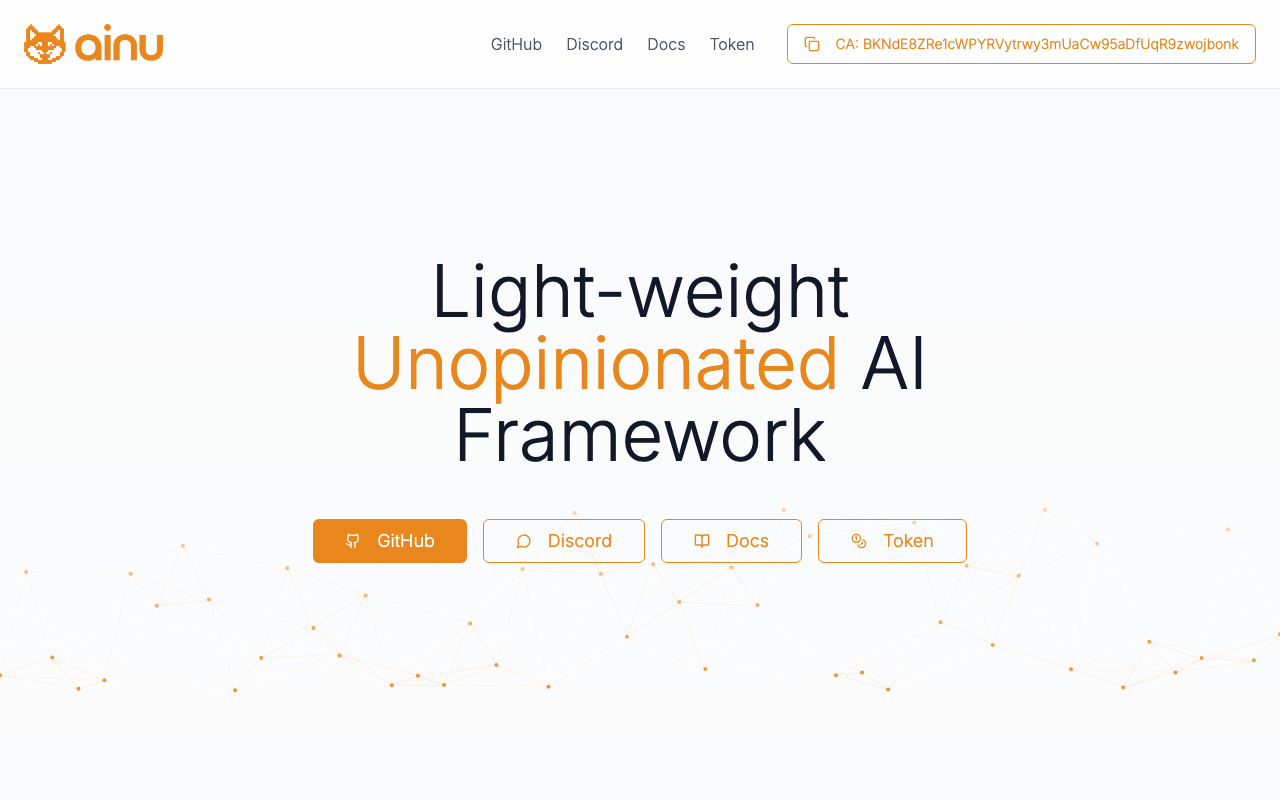 ainu
GitHub Discord Docs Token CA: BKNdE8ZRe1cWPYRVytrwy3mUaCw95aDfUqR9zwojbonk
Light-weight
Unopinionated AI
Framework
GitHub Discord Docs Token